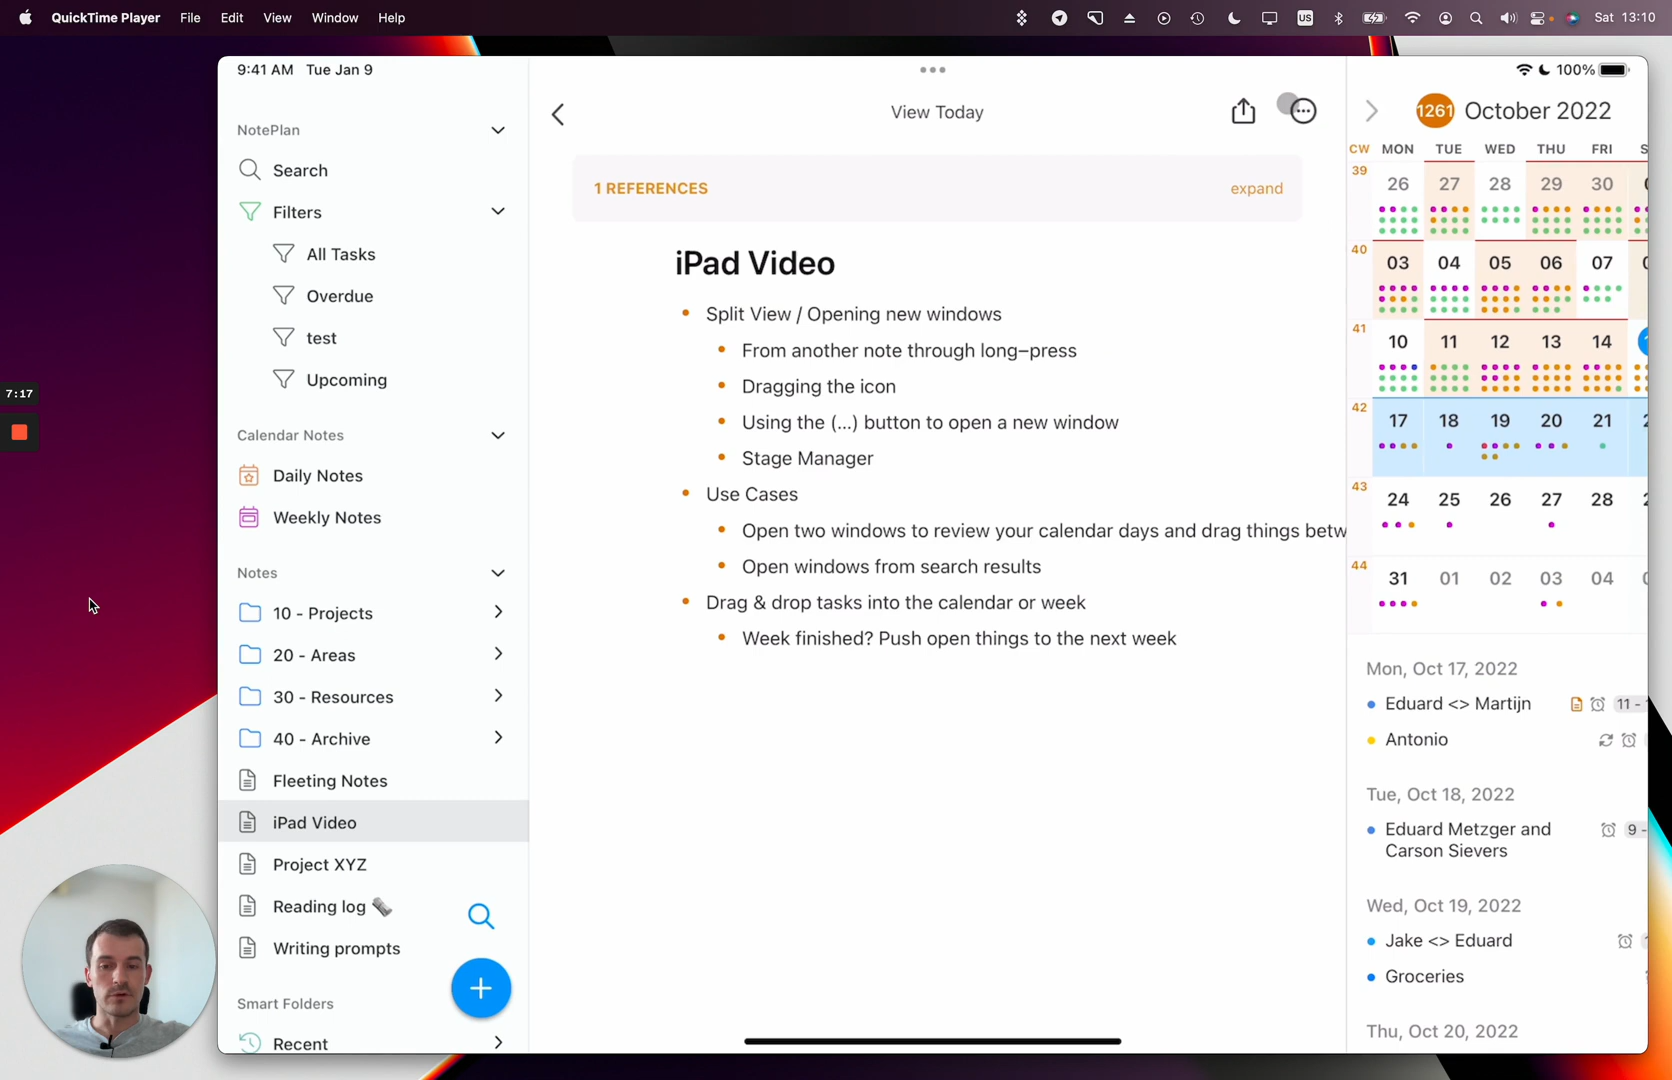 QuickTime Player File Edit View Window Help
US
Sat 13:10
9:41 AM Tue Jan 9
100%
7:17
NotePlan
Search
Filters
All Tasks
Overdue
test
Upcoming
Calendar Notes
Daily Notes
Weekly Notes
Notes
10 - Projects
20 - Areas
30 - Resources
40 - Archive
Fleeting Notes
iPad Video
Project XYZ
Reading log
Writing prompts
Smart Folders
Recent
View Today
1 REFERENCES
expand
iPad Video
Split View / Opening new windows
From another note through long–press
Dragging the icon
Using the (...) button to open a new window
Stage Manager
Use Cases
Open two windows to review your calendar days and drag things betw
Open windows from search results
Drag & drop tasks into the calendar or week
Week finished? Push open things to the next week
1261 October 2022
CW MON TUE WED THU FRI S
39 26 27 28 29 30
40 03 04 05 06 07
41 10 11 12 13 14
42 17 18 19 20 21
43 24 25 26 27 28
44 31 01 02 03 04
Mon, Oct 17, 2022
Eduard <> Martijn 11 -
Antonio
Tue, Oct 18, 2022
Eduard Metzger and 9 -
Carson Sievers
Wed, Oct 19, 2022
Jake <> Eduard
Groceries
Thu, Oct 20, 2022